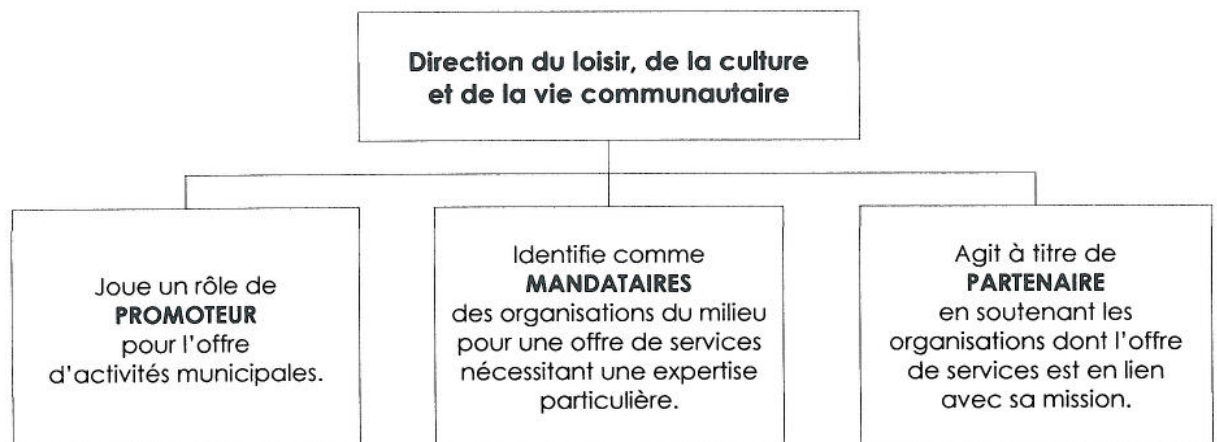 Direction du loisir, de la culture
et de la vie communautaire
Joue un rôle de
PROMOTEUR
pour l'offre
d'activités municipales.
Identifie comme
MANDATAIRES
des organisations du milieu
pour une offre de services
nécessitant une expertise
particulière.
Agit à titre de
PARTENAIRE
en soutenant les
organisations dont l'offre
de services est en lien
avec sa mission.